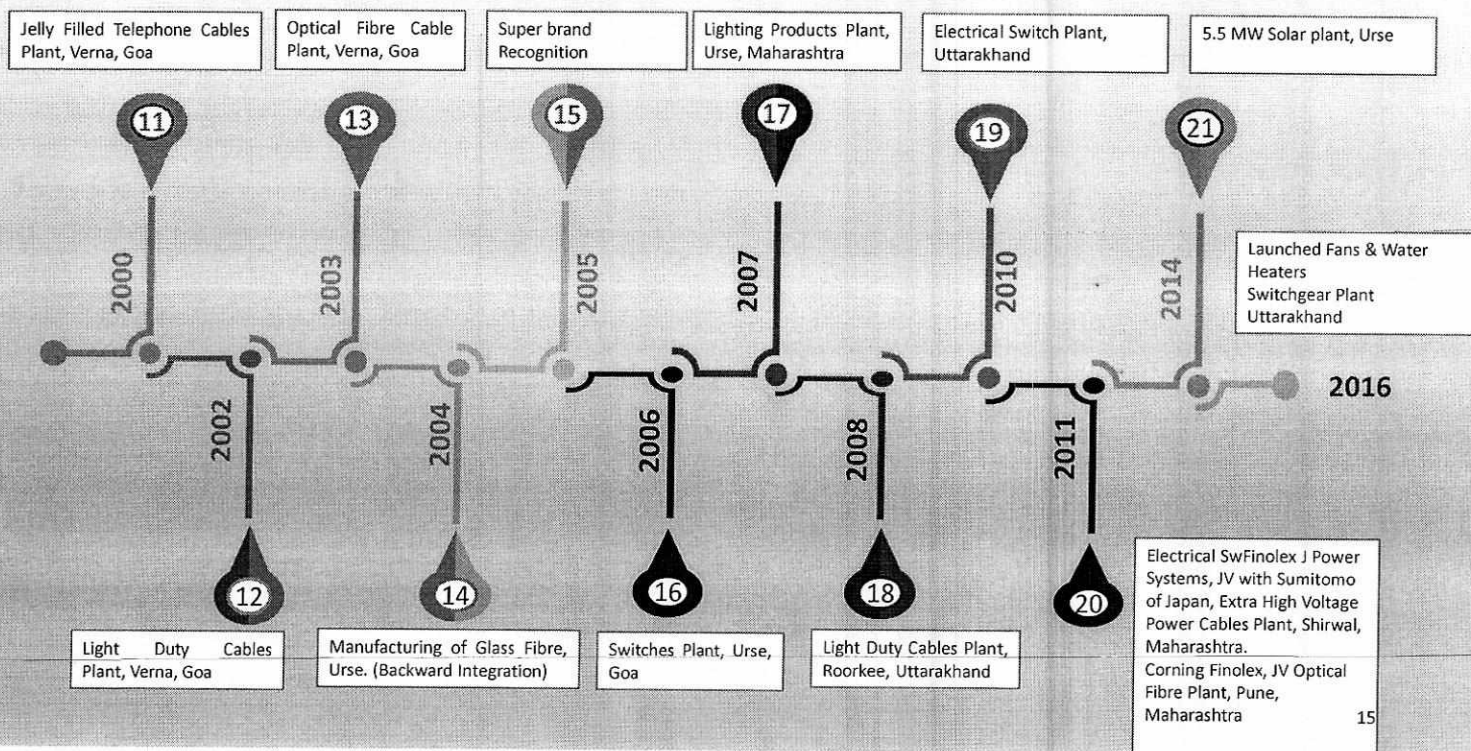 Jelly Filled Telephone Cables
Plant, Verna, Goa
Optical Fibre Cable
Plant, Verna, Goa
Super brand
Recognition
Lighting Products Plant,
Urse, Maharashtra
Electrical Switch Plant,
Uttarakhand
5.5 MW Solar plant, Urse
11
13
15
17
19
21
2000
2003
2005
2007
2010
2014
Launched Fans & Water
Heaters
Switchgear Plant
Uttarakhand
2016
2002
2004
2006
2008
2011
12
14
16
18
20
Light Duty Cables
Plant, Verna, Goa
Manufacturing of Glass Fibre,
Urse. (Backward Integration)
Switches Plant, Urse,
Goa
Light Duty Cables Plant,
Roorkee, Uttarakhand
Electrical SwFinolex J Power
Systems, JV with Sumitomo
of Japan, Extra High Voltage
Power Cables Plant, Shirwal,
Maharashtra.
Corning Finolex, JV Optical
Fibre Plant, Pune,
Maharashtra
15